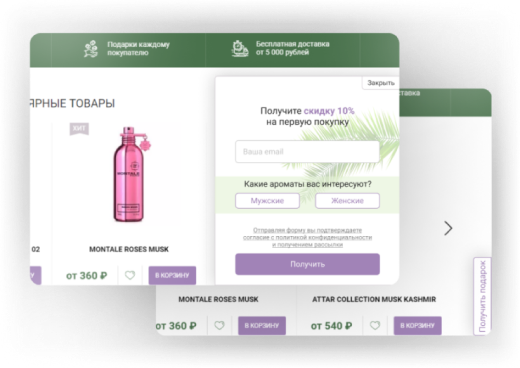 Подарки каждому
покупателю
Бесплатная доставка
от 5 000 рублей
Закрыть
ЯРНЫЕ ТОВАРЫ
ХИТ
Получите скидку 10%
на первую покупку
Ваша email
Какие ароматы вас интересуют?
Мужские
Женские
Отправляя форму вы подтверждаете
согласие с политикой конфиденциальности
и получением рассылки
Получить
MONTALE
02
MONTALE ROSES MUSK
У
от 360 ₽
В КОРЗИНУ
ставка
Получить подарок
MONTALE ROSES MUSK
ATTAR COLLECTION MUSK KASHMIR
от 360 ₽
В КОРЗИНУ
от 540 ₽
В КОРЗИНУ